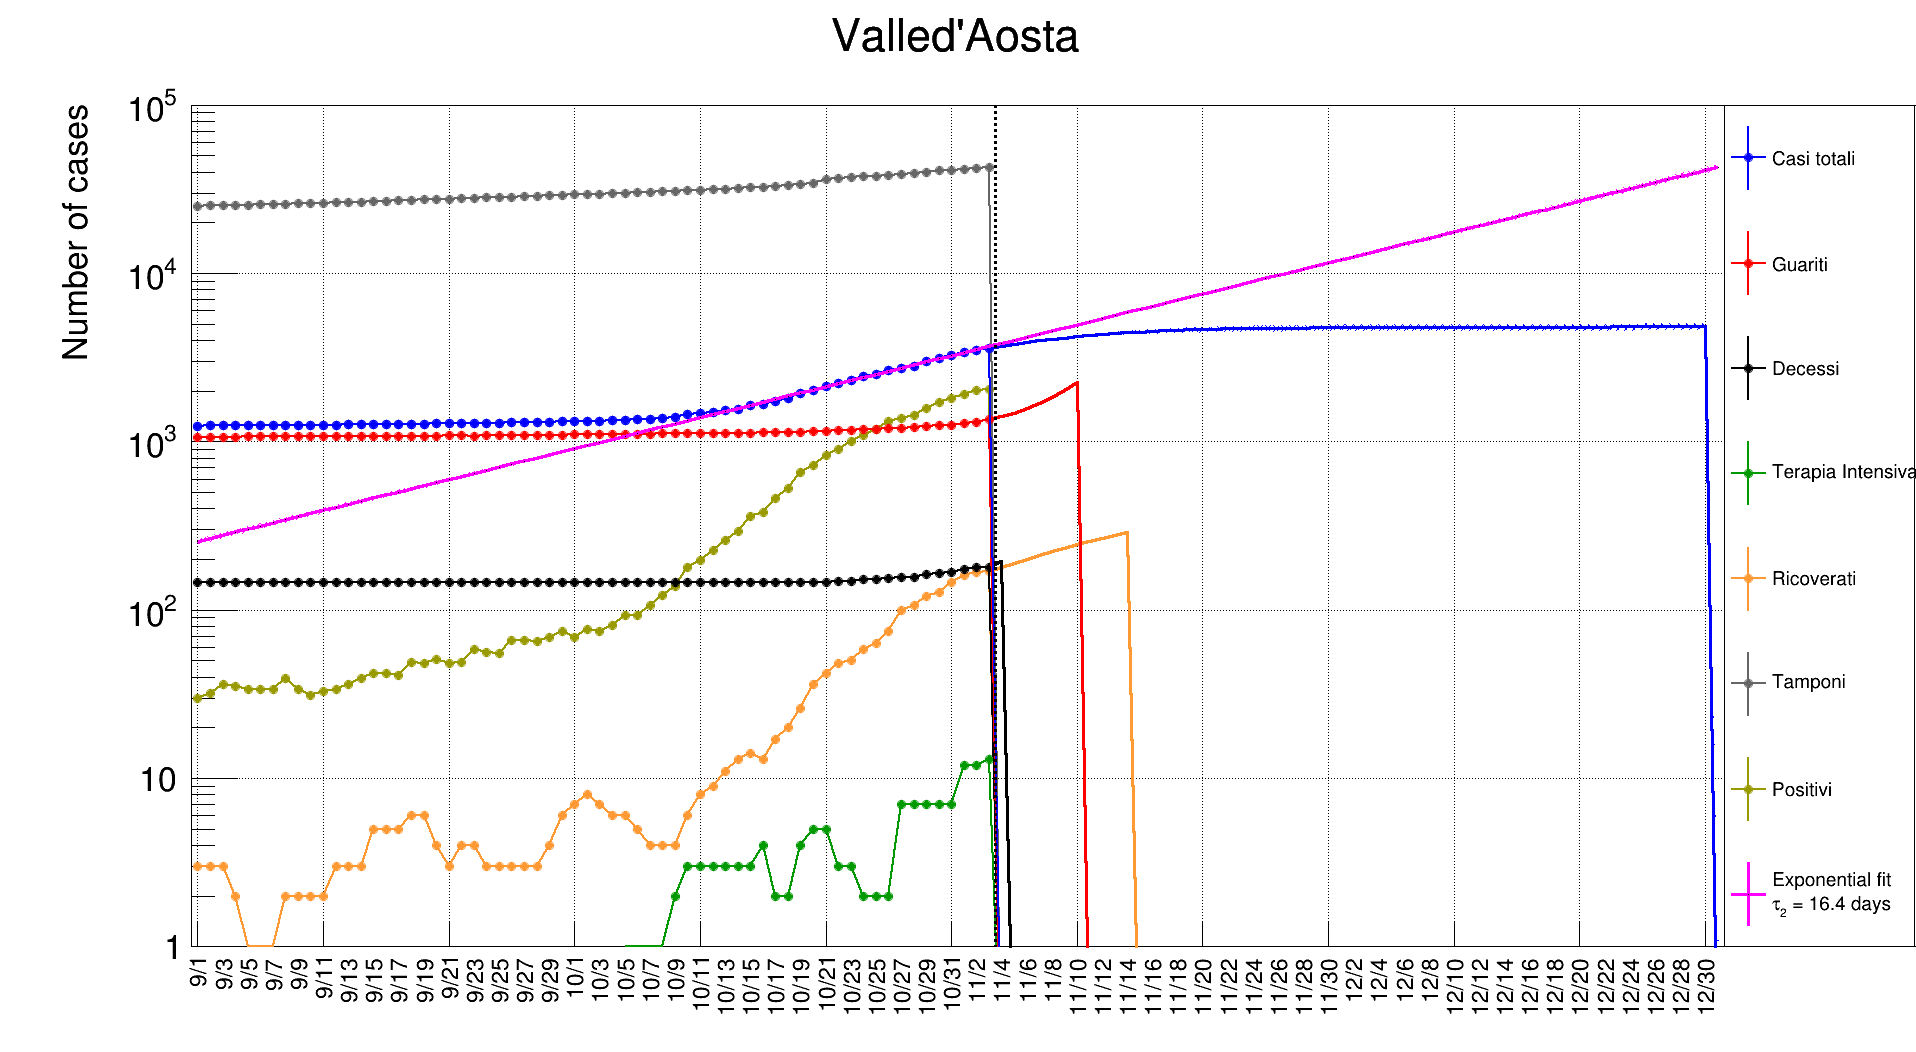 Valled'Aosta
Number of cases
10^5
10^4
10^3
10^2
10
1
9/1 9/3 9/5 9/7 9/9 9/11 9/13 9/15 9/17 9/19 9/21 9/23 9/25 9/27 9/29 10/1 10/3 10/5 10/7 10/9 10/11 10/13 10/15 10/17 10/19 10/21 10/23 10/25 10/27 10/29 10/31 11/2 11/4 11/6 11/8 11/10 11/12 11/14 11/16 11/18 11/20 11/22 11/24 11/26 11/28 11/30 12/2 12/4 12/6 12/8 12/10 12/12 12/14 12/16 12/18 12/20 12/22 12/24 12/26 12/28 12/30
Casi totali
Guariti
Decessi
Terapia Intensiva
Ricoverati
Tamponi
Positivi
Exponential fit
τ₂ = 16.4 days